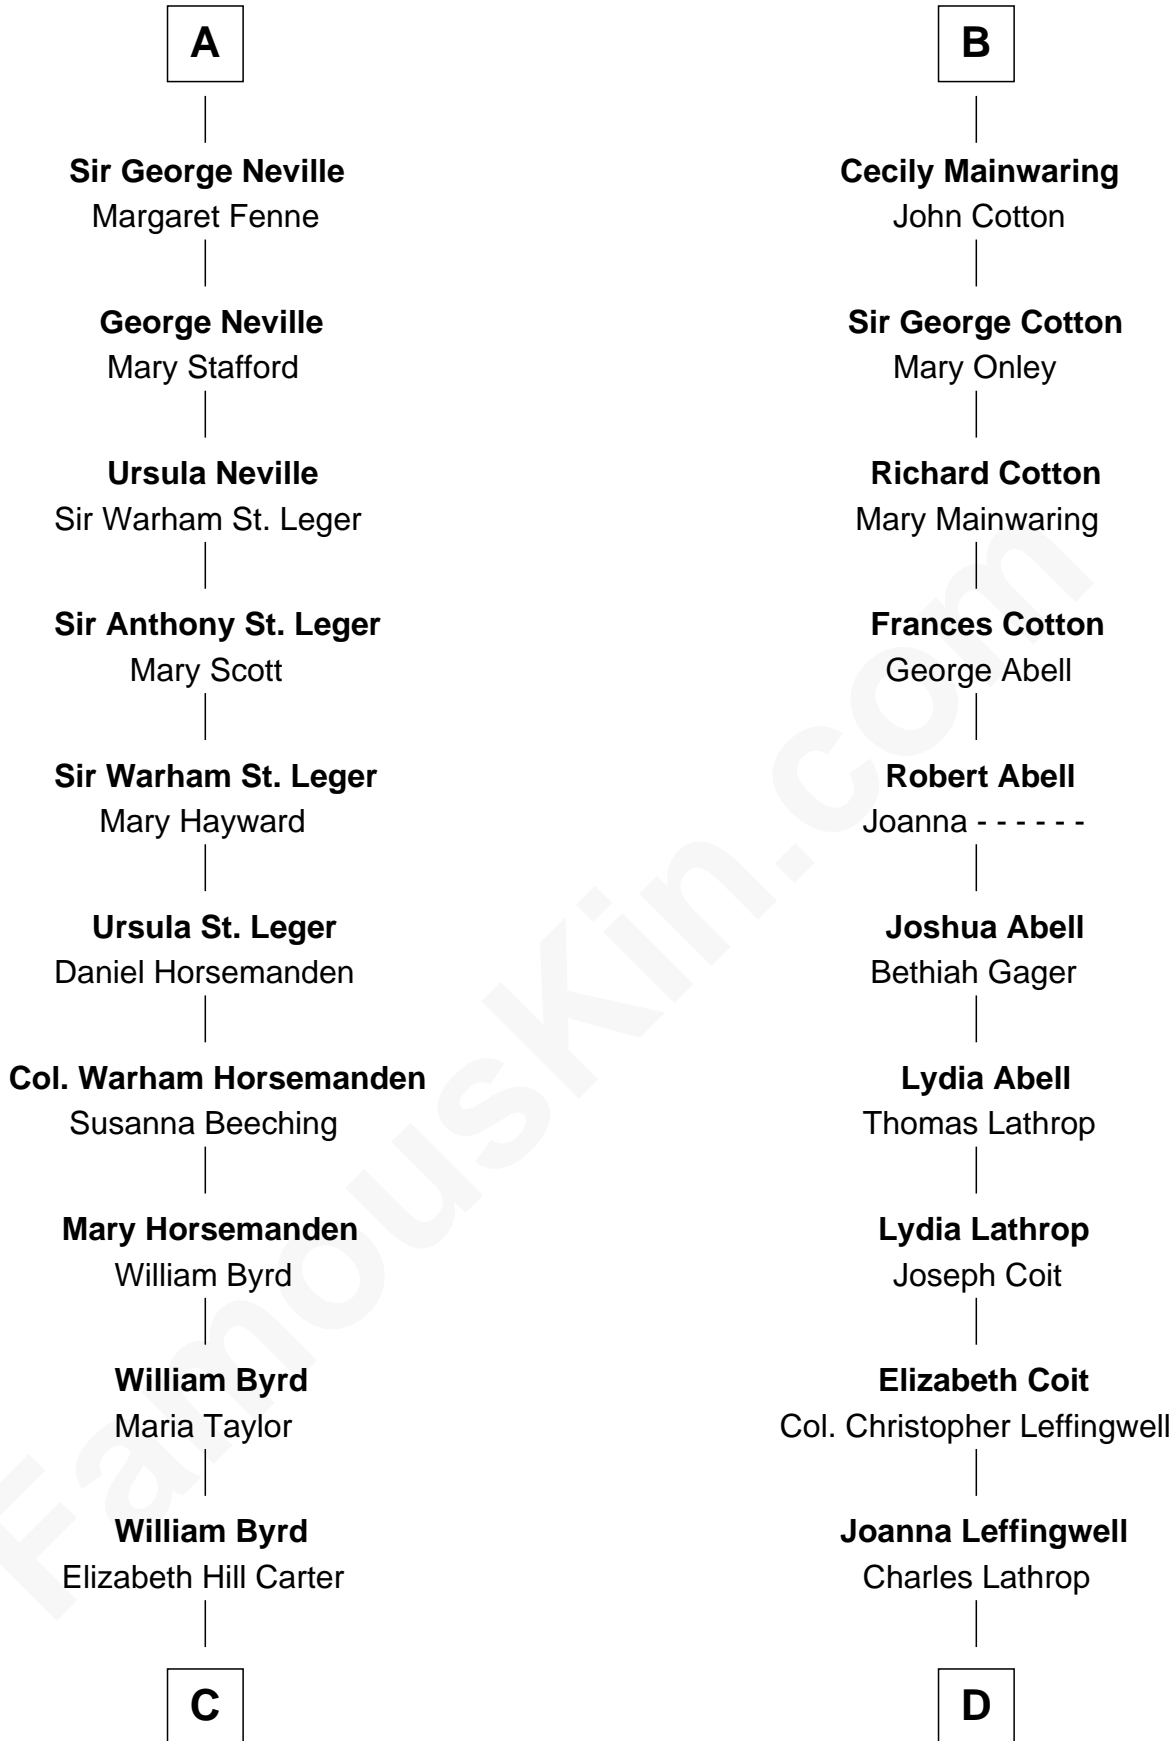 A
Sir George Neville
Margaret Fenne
George Neville
Mary Stafford
Ursula Neville
Sir Warham St. Leger
Sir Anthony St. Leger
Mary Scott
Sir Warham St. Leger
Mary Hayward
Ursula St. Leger
Daniel Horsemanden
Col. Warham Horsemanden
Susanna Beeching
Mary Horsemanden
William Byrd
William Byrd
Maria Taylor
William Byrd
Elizabeth Hill Carter
C
B
Cecily Mainwaring
John Cotton
Sir George Cotton
Mary Onley
Richard Cotton
Mary Mainwaring
Frances Cotton
George Abell
Robert Abell
Joanna - - - - - -
Joshua Abell
Bethiah Gager
Lydia Abell
Thomas Lathrop
Lydia Lathrop
Joseph Coit
Elizabeth Coit
Col. Christopher Leffingwell
Joanna Leffingwell
Charles Lathrop
D
FamousKin.com